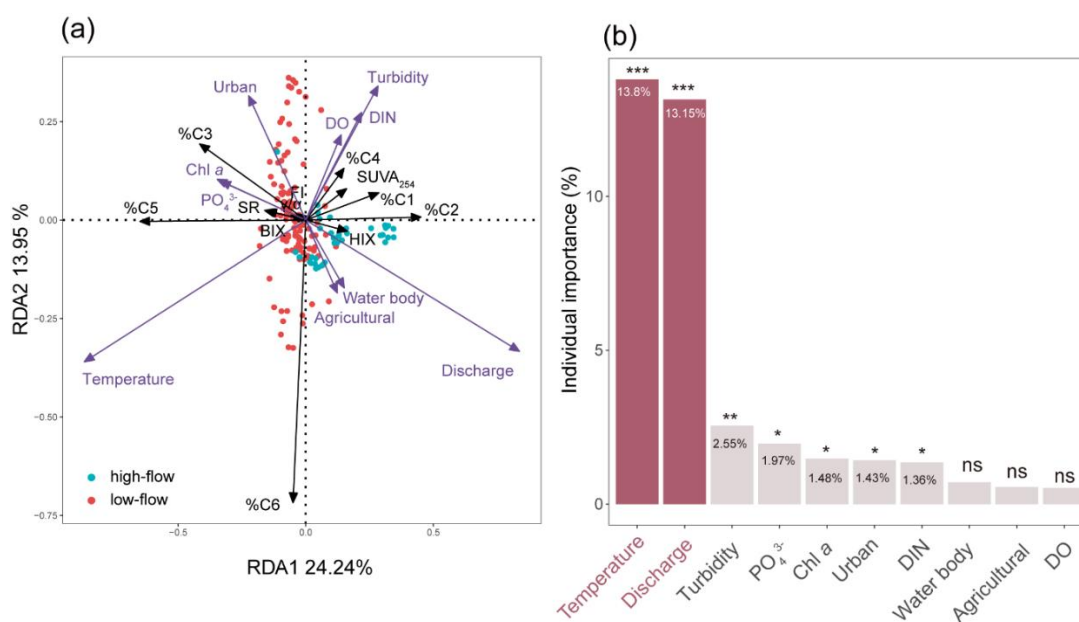 (a)
Urban
Turbidity
DO
DIN
%C3
%C4
Chl a
SUVA254
FI
%C1
PO4 3-
SR
%C5
%C2
BIX
HIX
Water body
Agricultural
Temperature
Discharge
%C6
high-flow
low-flow
0.25
0.00
−0.25
−0.50
−0.75
RDA2 13.95 %
−0.5
0.0
0.5
RDA1 24.24%
(b)
Individual importance (%)
10
5
0
***
13.8%
***
13.15%
**
2.55%
*
1.97%
*
1.48%
*
1.43%
*
1.36%
ns
ns
ns
Temperature
Discharge
Turbidity
PO4 3-
Chl a
Urban
DIN
Water body
Agricultural
DO